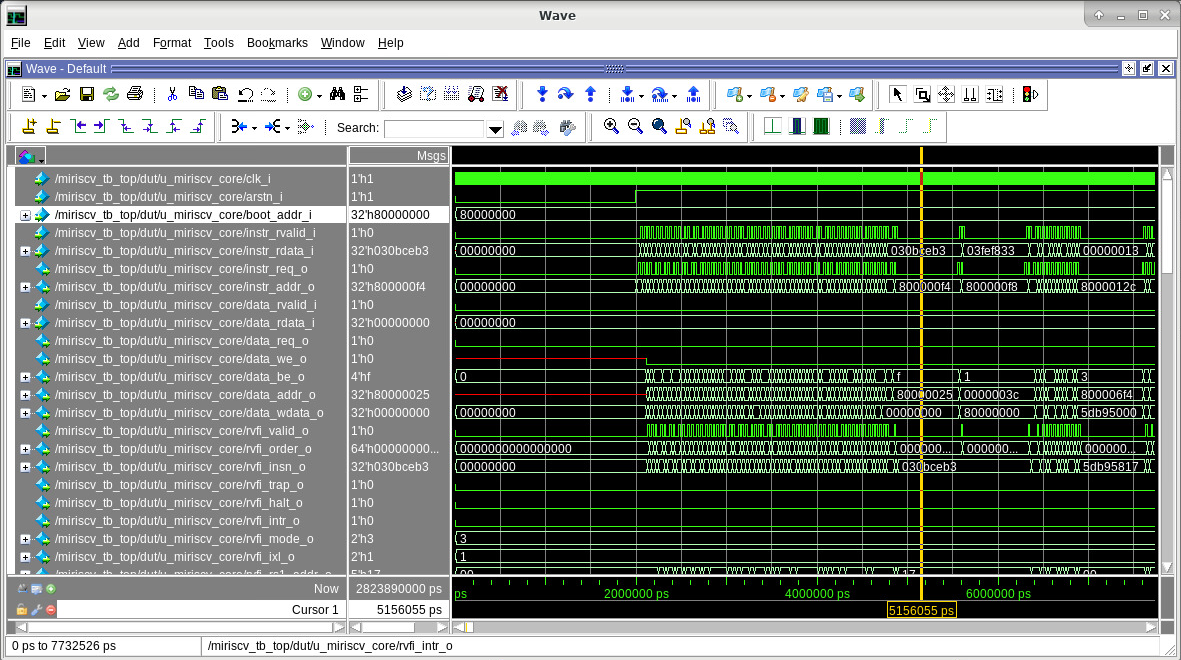 Wave
File Edit View Add Format Tools Bookmarks Window Help
Wave - Default
Search:
Msgs
/miriscv_tb_top/dut/u_miriscv_core/clk_i 1'h1
/miriscv_tb_top/dut/u_miriscv_core/arstn_i 1'h1
/miriscv_tb_top/dut/u_miriscv_core/boot_addr_i 32'h80000000 80000000
/miriscv_tb_top/dut/u_miriscv_core/instr_rvalid_i 1'h0
/miriscv_tb_top/dut/u_miriscv_core/instr_rdata_i 32'h030bceb3 00000000 030bceb3 03fef833 00000013
/miriscv_tb_top/dut/u_miriscv_core/instr_req_o 1'h0
/miriscv_tb_top/dut/u_miriscv_core/instr_addr_o 32'h800000f4 00000000 800000f4 800000f8 8000012c
/miriscv_tb_top/dut/u_miriscv_core/data_rvalid_i 1'h0
/miriscv_tb_top/dut/u_miriscv_core/data_rdata_i 32'h00000000 00000000
/miriscv_tb_top/dut/u_miriscv_core/data_req_o 1'h0
/miriscv_tb_top/dut/u_miriscv_core/data_we_o 1'h0
/miriscv_tb_top/dut/u_miriscv_core/data_be_o 4'hf 0 f 1 3
/miriscv_tb_top/dut/u_miriscv_core/data_addr_o 32'h80000025 80000025 0000003c 800006f4
/miriscv_tb_top/dut/u_miriscv_core/data_wdata_o 32'h00000000 00000000 00000000 80000000 5db95000
/miriscv_tb_top/dut/u_miriscv_core/rvfi_valid_o 1'h0
/miriscv_tb_top/dut/u_miriscv_core/rvfi_order_o 64'h00000000... 0000000000000000 000000... 000000... 000000...
/miriscv_tb_top/dut/u_miriscv_core/rvfi_insn_o 32'h030bceb3 00000000 030bceb3 5db95817
/miriscv_tb_top/dut/u_miriscv_core/rvfi_trap_o 1'h0
/miriscv_tb_top/dut/u_miriscv_core/rvfi_halt_o 1'h0
/miriscv_tb_top/dut/u_miriscv_core/rvfi_intr_o 1'h0
/miriscv_tb_top/dut/u_miriscv_core/rvfi_mode_o 2'h3 3
/miriscv_tb_top/dut/u_miriscv_core/rvfi_ixl_o 2'h1 1
Now 2823890000 ps ps 2000000 ps 4000000 ps 6000000 ps
Cursor 1 5156055 ps 5156055 ps
0 ps to 7732526 ps /miriscv_tb_top/dut/u_miriscv_core/rvfi_intr_o